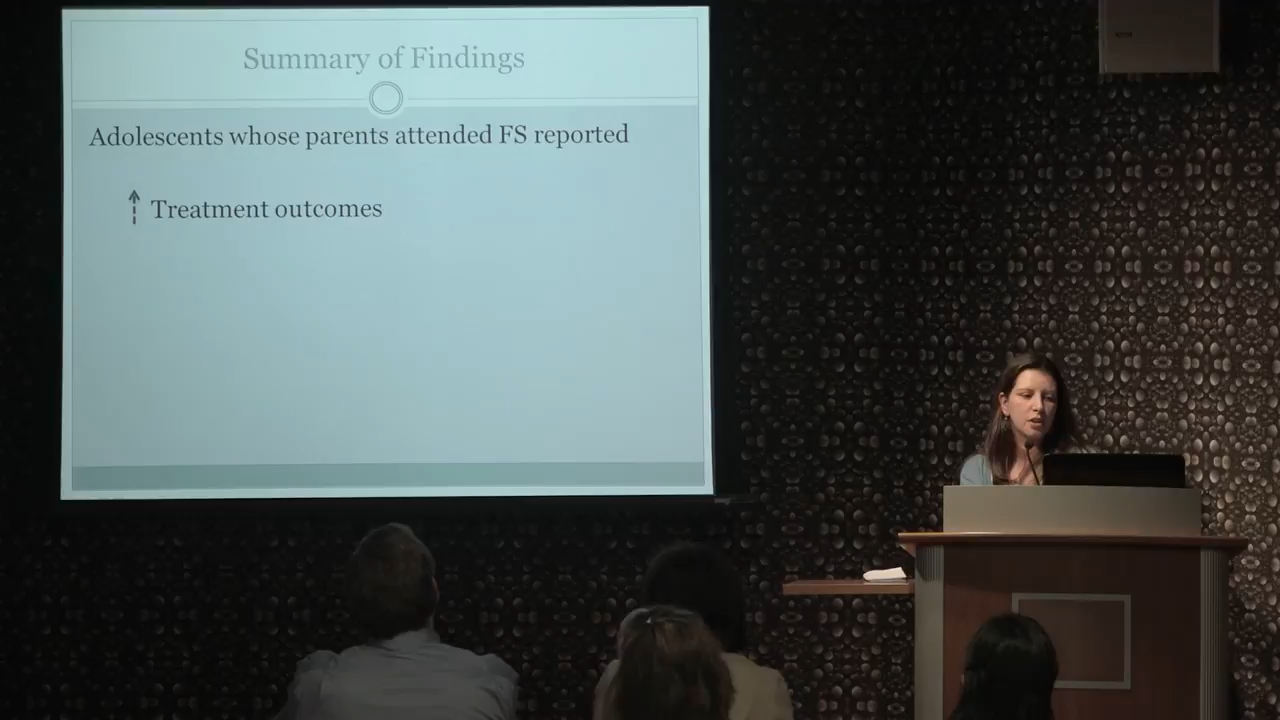 Summary of Findings
Adolescents whose parents attended FS reported
Treatment outcomes